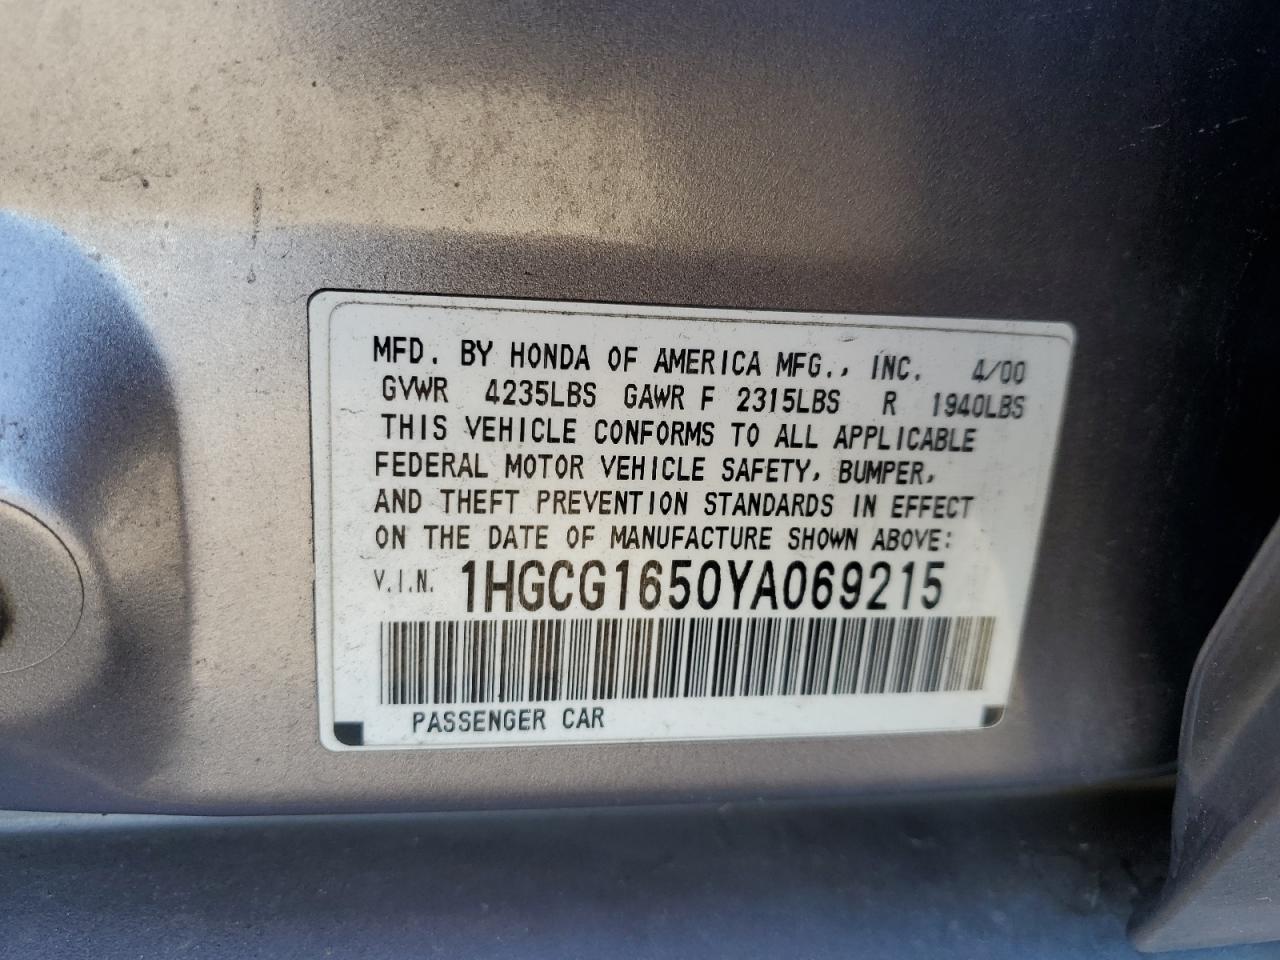 MFD. BY HONDA OF AMERICA MFG., INC. 4/00
GVWR 4235LBS GAWR F 2315LBS R 1940LBS
THIS VEHICLE CONFORMS TO ALL APPLICABLE
FEDERAL MOTOR VEHICLE SAFETY, BUMPER,
AND THEFT PREVENTION STANDARDS IN EFFECT
ON THE DATE OF MANUFACTURE SHOWN ABOVE:
V.I.N. 1HGCG1650YA069215
PASSENGER CAR